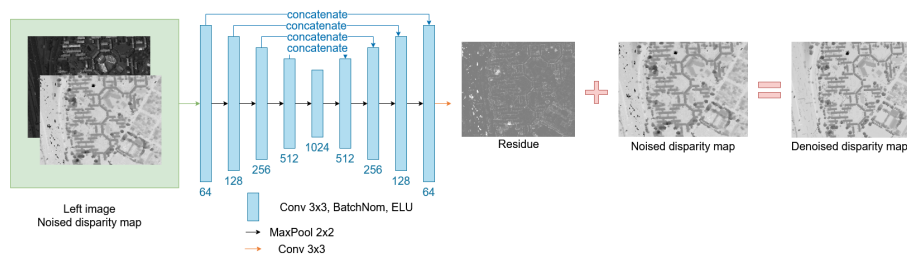 concatenate
concatenate
concatenate
concatenate
64
128
256
512
1024
512
256
128
64
Left image
Noised disparity map
Conv 3x3, BatchNom, ELU
MaxPool 2x2
Conv 3x3
Residue
Noised disparity map
Denoised disparity map